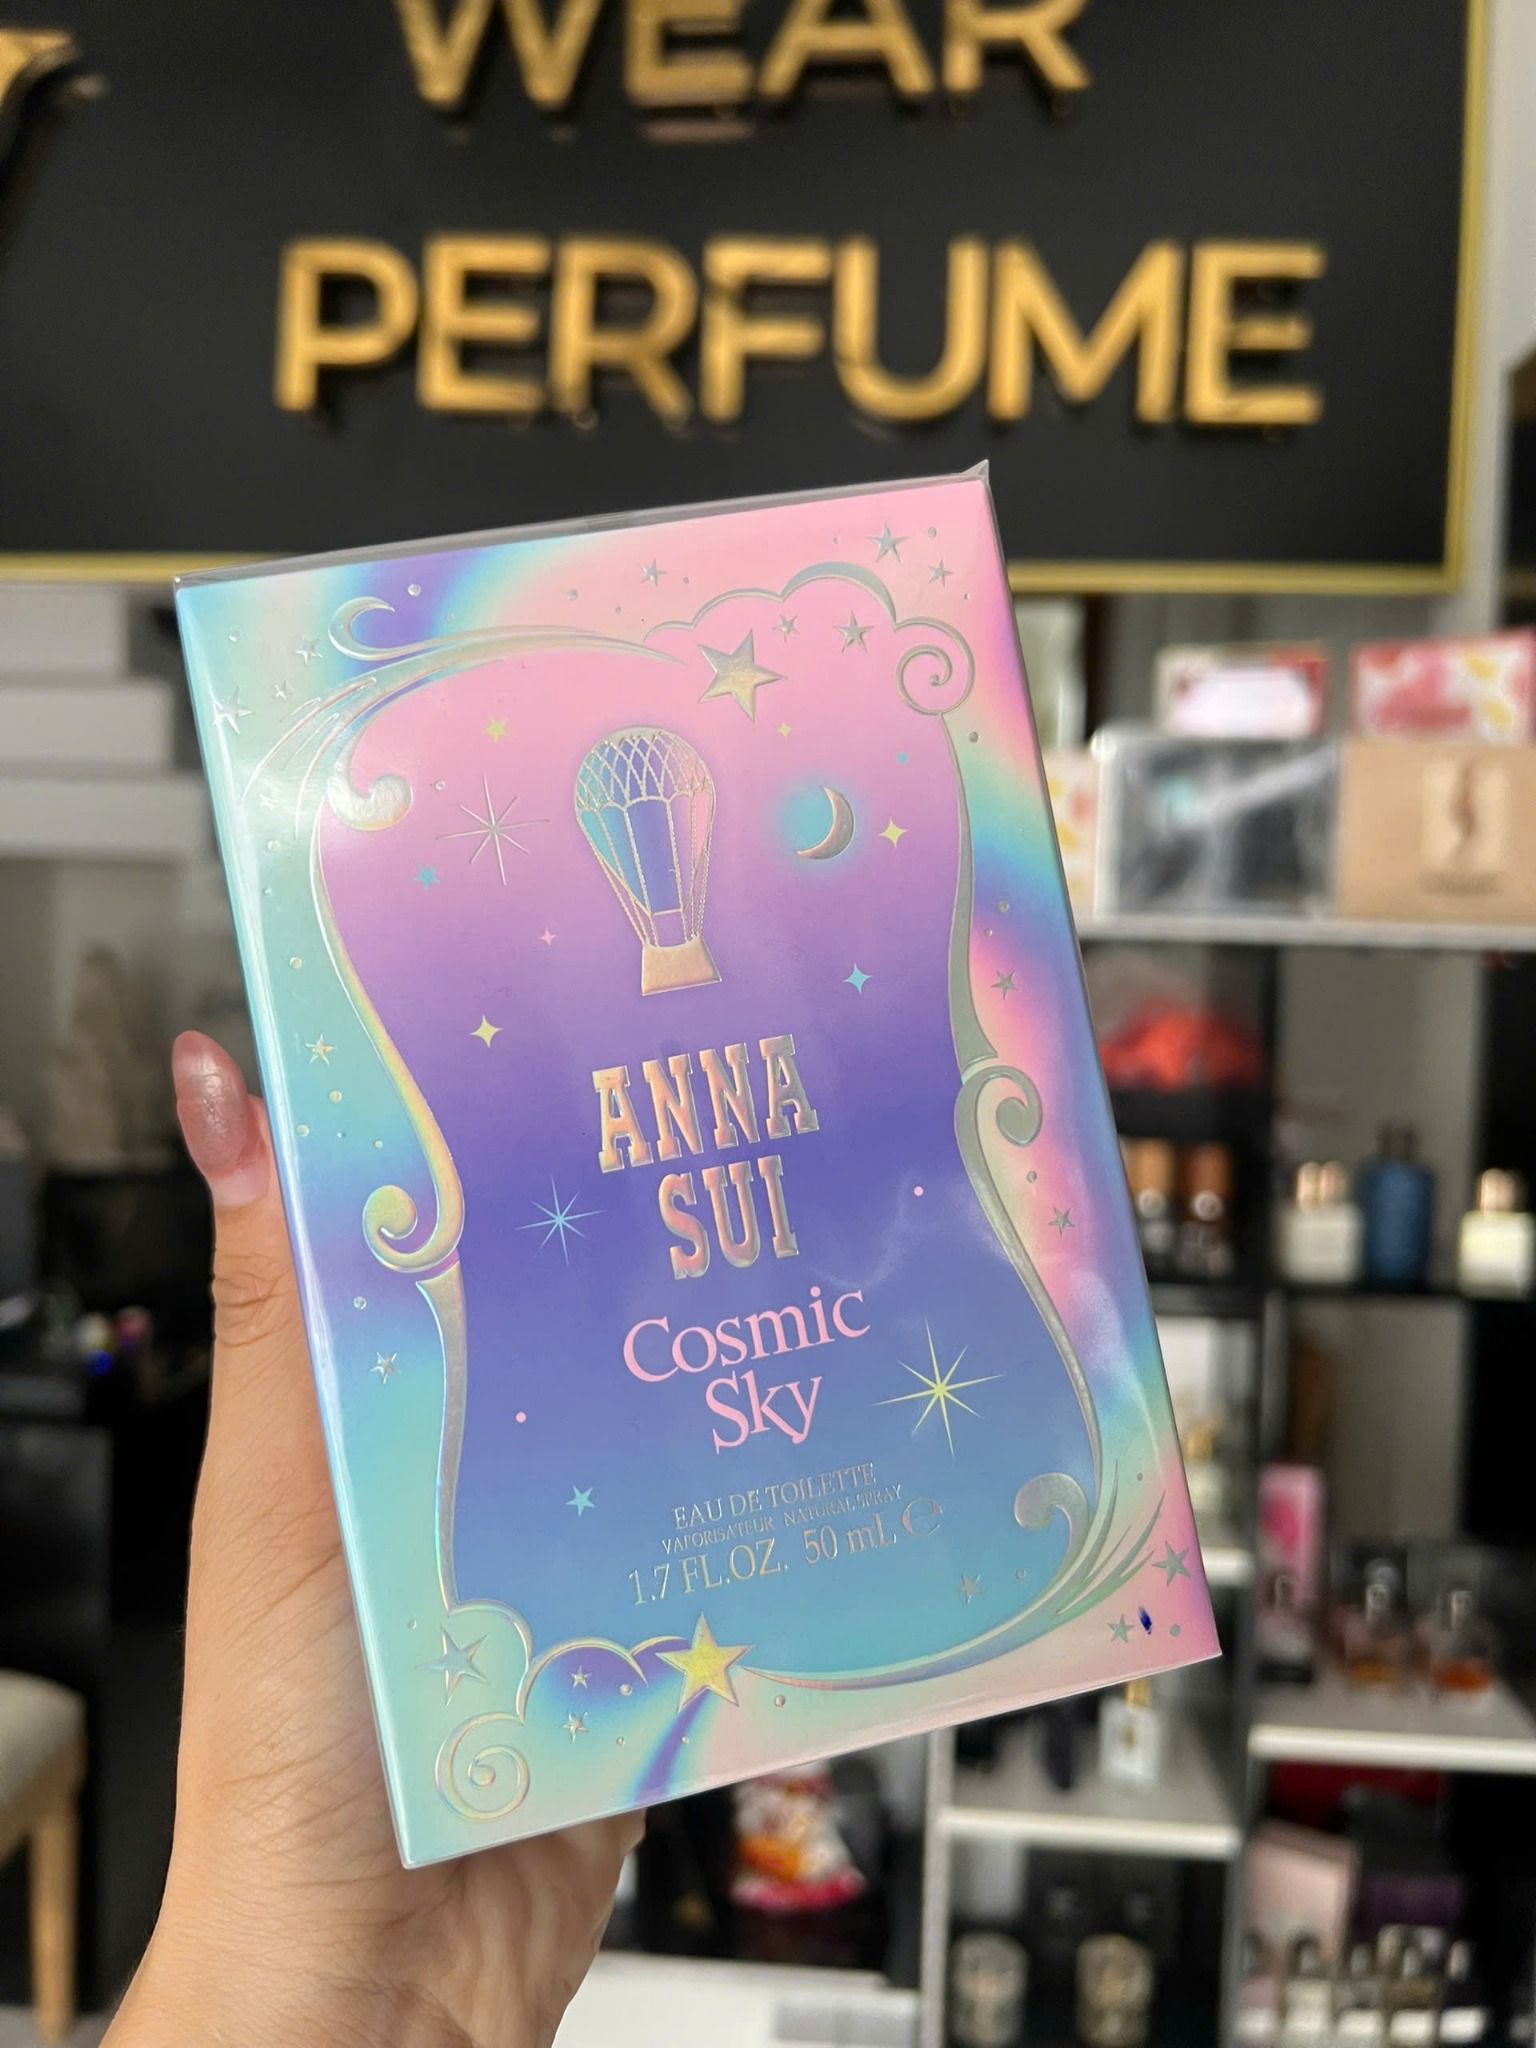 WEAR
PERFUME
ANNA
SUI
Cosmic
Sky
EAU DE TOILETTE
VAPORISATEUR NATURAL SPRAY
1.7 FL.OZ. 50 mL ℮